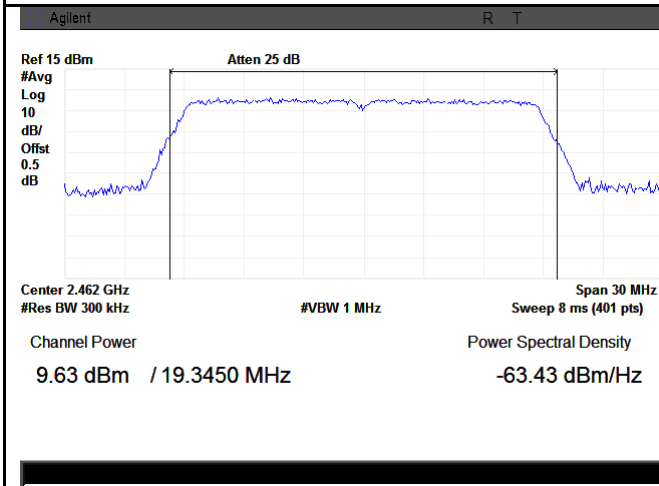 Agilent R T
Ref 15 dBm Atten 25 dB
#Avg
Log
10
dB/
Offst
0.5
dB
Center 2.462 GHz Span 30 MHz
#Res BW 300 kHz #VBW 1 MHz Sweep 8 ms (401 pts)
Channel Power Power Spectral Density
9.63 dBm / 19.3450 MHz -63.43 dBm/Hz